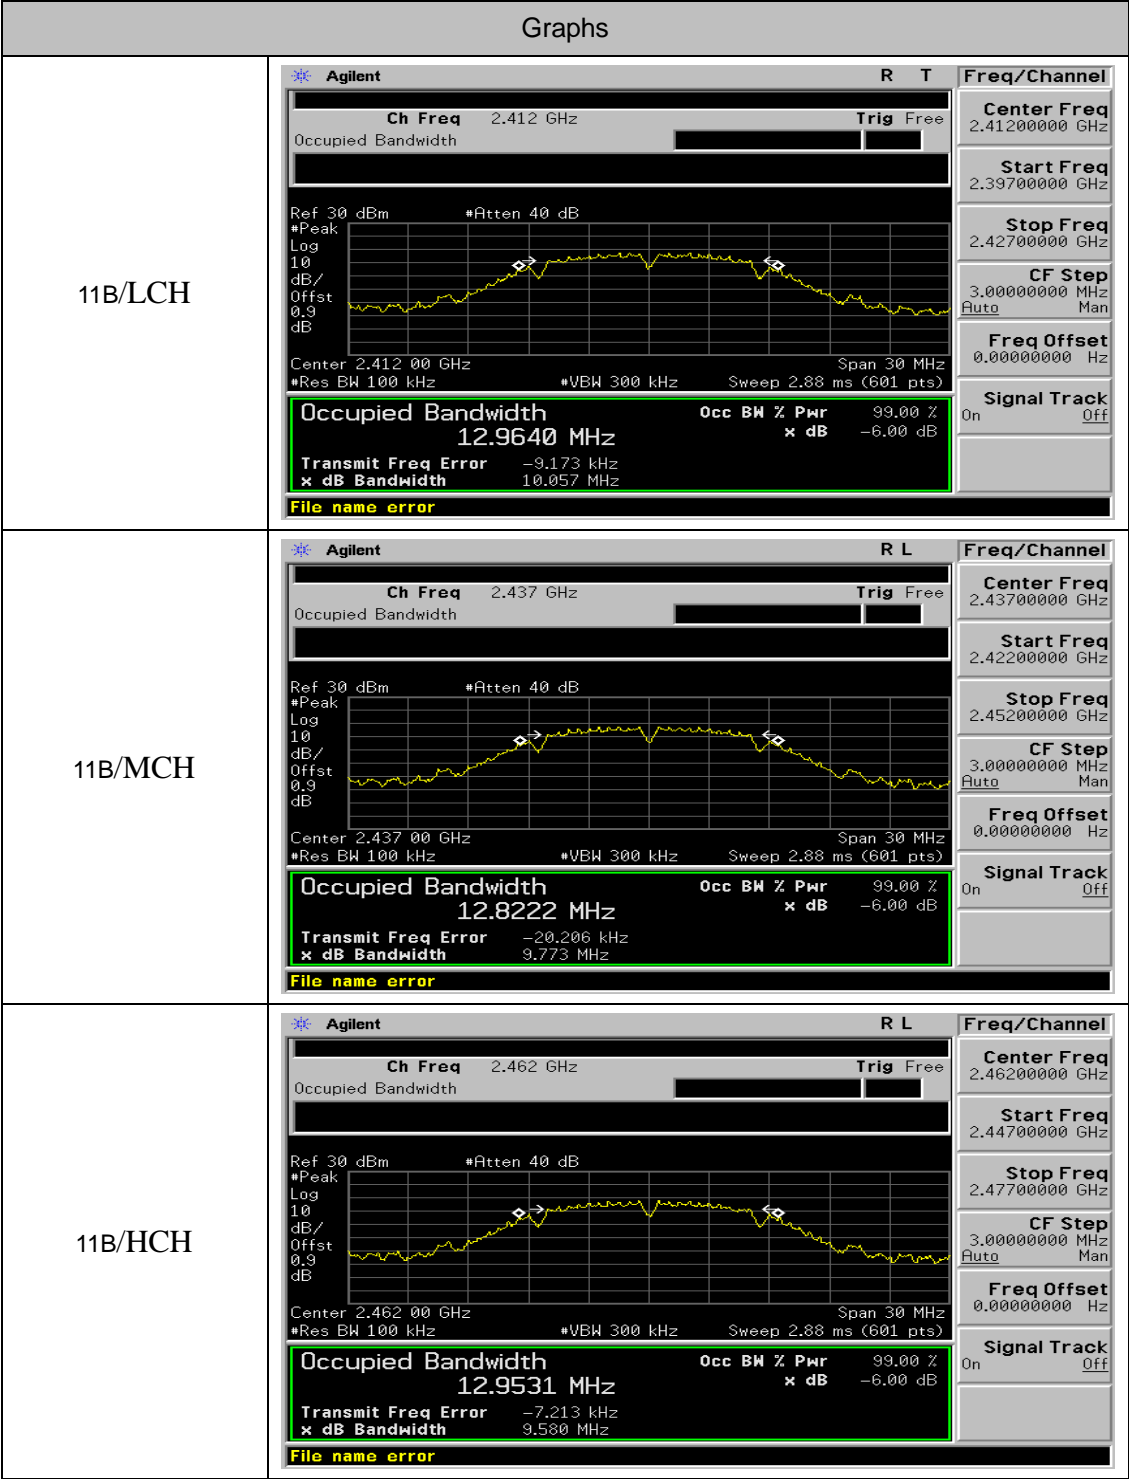 Graphs
11B/LCH
Agilent R T
Freq/Channel
Ch Freq 2.412 GHz Trig Free
Occupied Bandwidth
Ref 30 dBm #Atten 40 dB
#Peak
Log
10
dB/
Offst
0.9
dB
Center 2.412 00 GHz Span 30 MHz
#Res BW 100 kHz #VBW 300 kHz Sweep 2.88 ms (601 pts)
Occupied Bandwidth Occ BW % Pwr 99.00 %
12.9640 MHz x dB -6.00 dB
Transmit Freq Error -9.173 kHz
x dB Bandwidth 10.057 MHz
File name error
Center Freq
2.41200000 GHz
Start Freq
2.39700000 GHz
Stop Freq
2.42700000 GHz
CF Step
3.00000000 MHz
Auto Man
Freq Offset
0.00000000 Hz
Signal Track
On Off
11B/MCH
Agilent R L
Freq/Channel
Ch Freq 2.437 GHz Trig Free
Occupied Bandwidth
Ref 30 dBm #Atten 40 dB
#Peak
Log
10
dB/
Offst
0.9
dB
Center 2.437 00 GHz Span 30 MHz
#Res BW 100 kHz #VBW 300 kHz Sweep 2.88 ms (601 pts)
Occupied Bandwidth Occ BW % Pwr 99.00 %
12.8222 MHz x dB -6.00 dB
Transmit Freq Error -20.206 kHz
x dB Bandwidth 9.773 MHz
File name error
Center Freq
2.43700000 GHz
Start Freq
2.42200000 GHz
Stop Freq
2.45200000 GHz
CF Step
3.00000000 MHz
Auto Man
Freq Offset
0.00000000 Hz
Signal Track
On Off
11B/HCH
Agilent R L
Freq/Channel
Ch Freq 2.462 GHz Trig Free
Occupied Bandwidth
Ref 30 dBm #Atten 40 dB
#Peak
Log
10
dB/
Offst
0.9
dB
Center 2.462 00 GHz Span 30 MHz
#Res BW 100 kHz #VBW 300 kHz Sweep 2.88 ms (601 pts)
Occupied Bandwidth Occ BW % Pwr 99.00 %
12.9531 MHz x dB -6.00 dB
Transmit Freq Error -7.213 kHz
x dB Bandwidth 9.580 MHz
File name error
Center Freq
2.46200000 GHz
Start Freq
2.44700000 GHz
Stop Freq
2.47700000 GHz
CF Step
3.00000000 MHz
Auto Man
Freq Offset
0.00000000 Hz
Signal Track
On Off